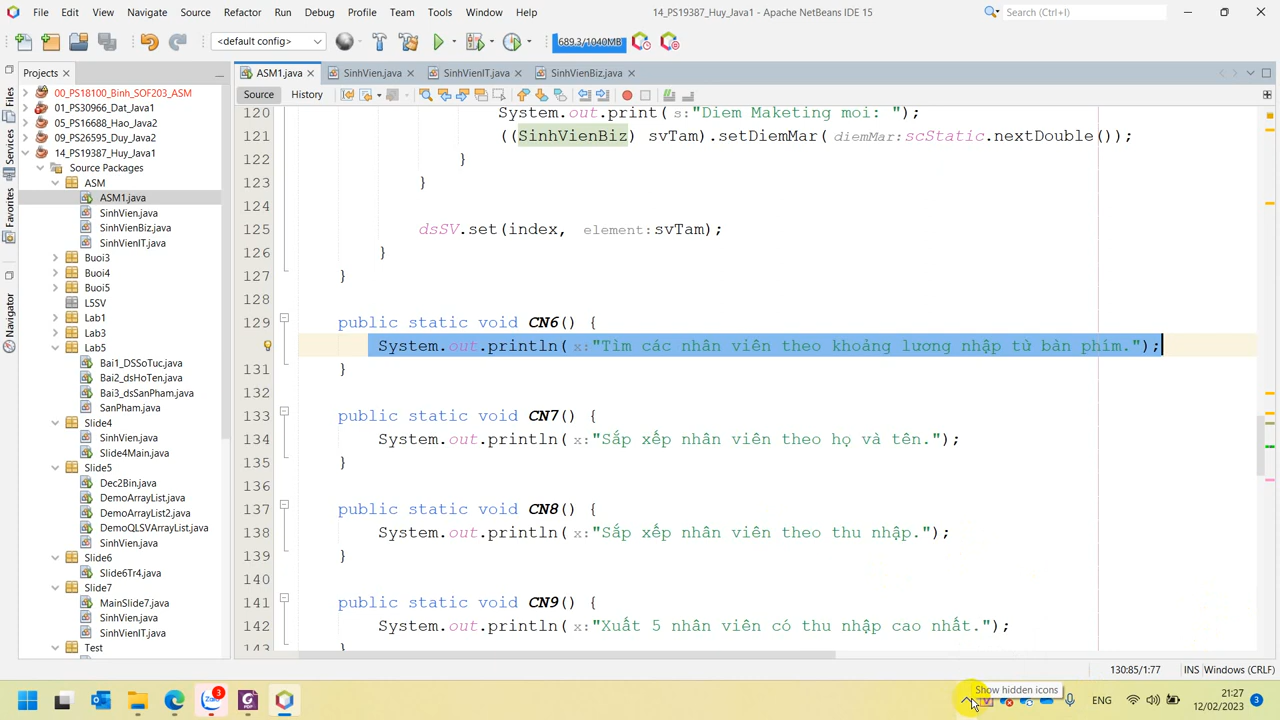 File Edit View Navigate Source Refactor Run Debug Profile Team Tools Window Help
14_PS19387_Huy_Java1 - Apache NetBeans IDE 15
Search (Ctrl+I)
<default config>
689.3/1040MB
Projects
ASM1.java
SinhVien.java
SinhVienIT.java
SinhVienBiz.java
Source
History
Files
Services
Favorites
Navigator
00_PS18100_Binh_SOF203_ASM
01_PS30966_Dat_Java1
05_PS16688_Hao_Java2
09_PS26595_Duy_Java2
14_PS19387_Huy_Java1
Source Packages
ASM
ASM1.java
SinhVien.java
SinhVienBiz.java
SinhVienIT.java
Buoi3
Buoi4
Buoi5
L5SV
Lab1
Lab3
Lab5
Bai1_DSSoTuc.java
Bai2_dsHoTen.java
Bai3_dsSanPham.java
SanPham.java
Slide4
SinhVien.java
Slide4Main.java
Slide5
Dec2Bin.java
DemoArrayList.java
DemoArrayList2.java
DemoQLSVArrayList.java
SinhVien.java
Slide6
Slide6Tr4.java
Slide7
MainSlide7.java
SinhVien.java
SinhVienIT.java
Test
120 System.out.print( s:"Diem Maketing moi: ");
121 ((SinhVienBiz) svTam).setDiemMar( diemMar:scStatic.nextDouble());
122 }
123 }
124
125 dsSV.set(index, element:svTam);
126 }
127 }
128
129 public static void CN6() {
System.out.println( x:"Tìm các nhân viên theo khoảng lương nhập từ bàn phím.");
131 }
132
133 public static void CN7() {
134 System.out.println( x:"Sắp xếp nhân viên theo họ và tên.");
135 }
136
137 public static void CN8() {
138 System.out.println( x:"Sắp xếp nhân viên theo thu nhập.");
139 }
140
141 public static void CN9() {
142 System.out.println( x:"Xuất 5 nhân viên có thu nhập cao nhất.");
143 }
130:85/1:77 INS Windows (CRLF)
Show hidden icons
Zalo
3
ENG
21:27
12/02/2023
3